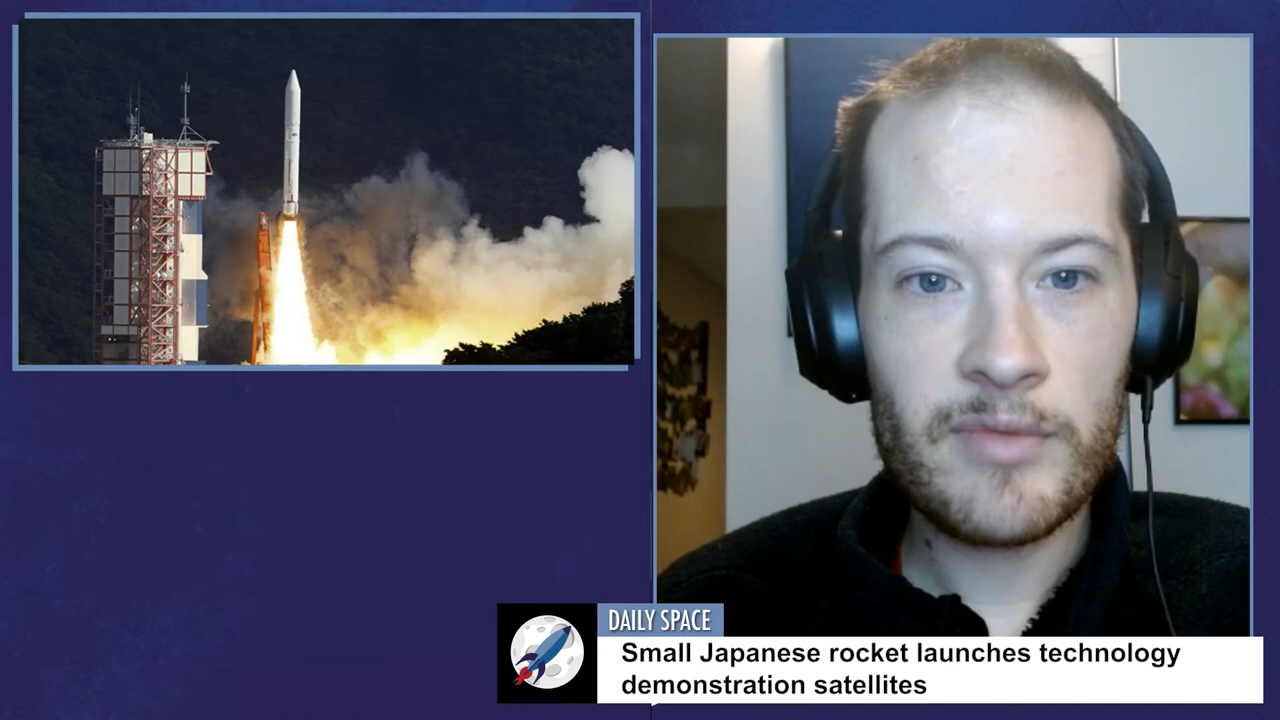 DAILY SPACE
Small Japanese rocket launches technology
demonstration satellites